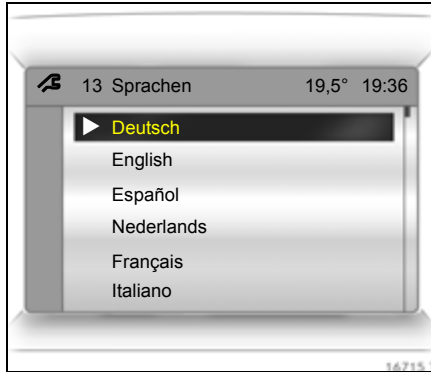 13 Sprachen 19,5° 19:36
Deutsch
English
Español
Nederlands
Français
Italiano